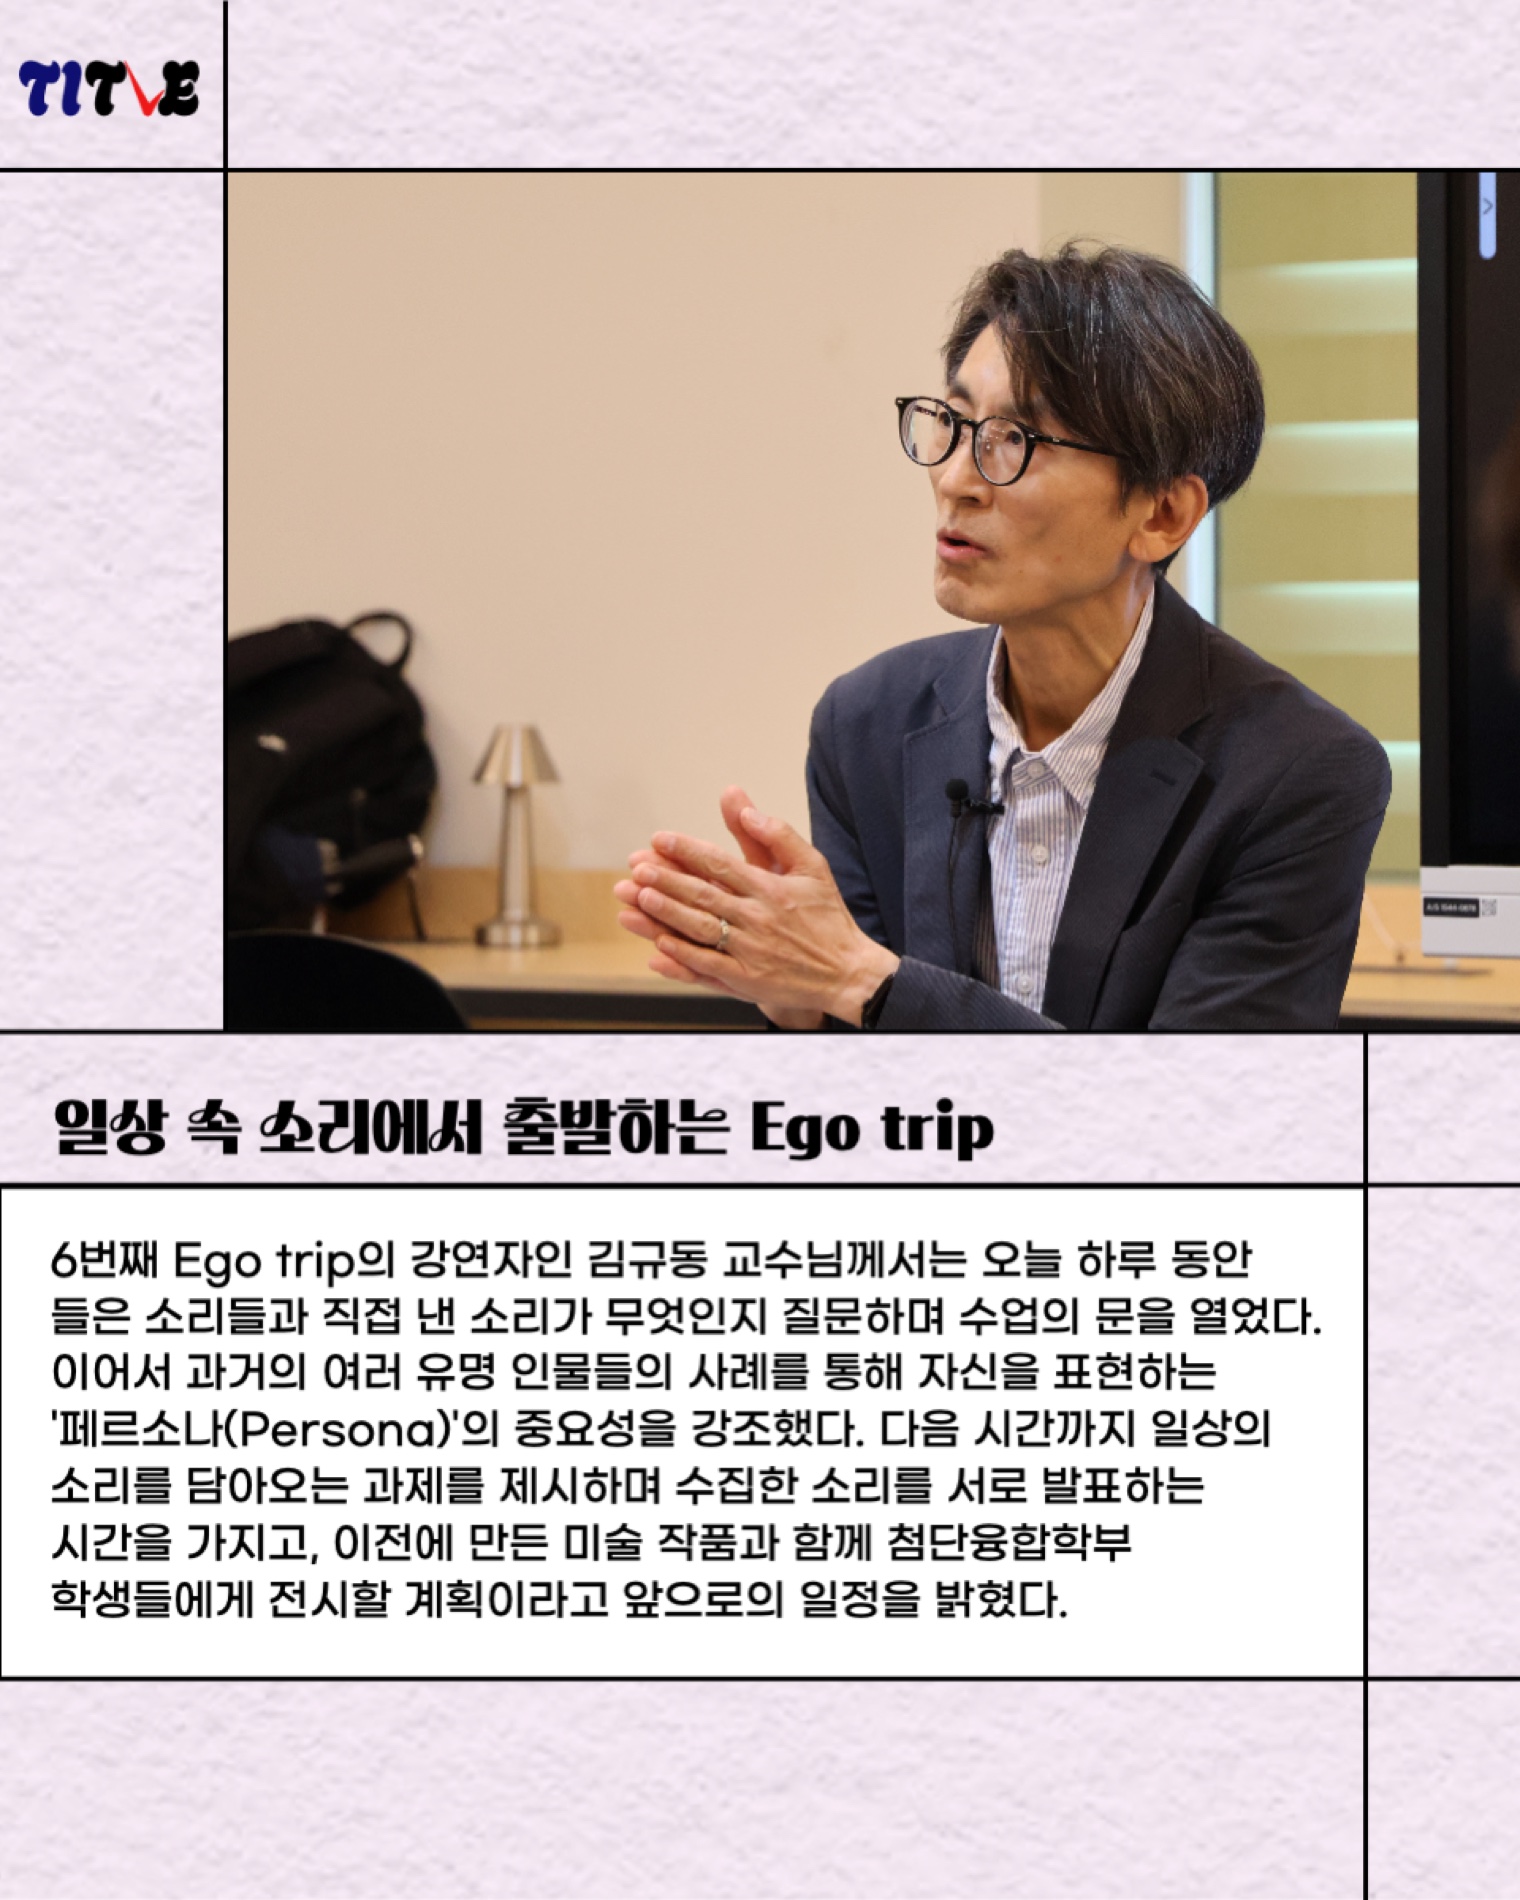 TITLE
일상 속 소리에서 출발하는 Ego trip
6번째 Ego trip의 강연자인 김규동 교수님께서는 오늘 하루 동안
들은 소리들과 직접 낸 소리가 무엇인지 질문하며 수업의 문을 열었다.
이어서 과거의 여러 유명 인물들의 사례를 통해 자신을 표현하는
'페르소나(Persona)'의 중요성을 강조했다. 다음 시간까지 일상의
소리를 담아오는 과제를 제시하며 수집한 소리를 서로 발표하는
시간을 가지고, 이전에 만든 미술 작품과 함께 첨단융합학부
학생들에게 전시할 계획이라고 앞으로의 일정을 밝혔다.